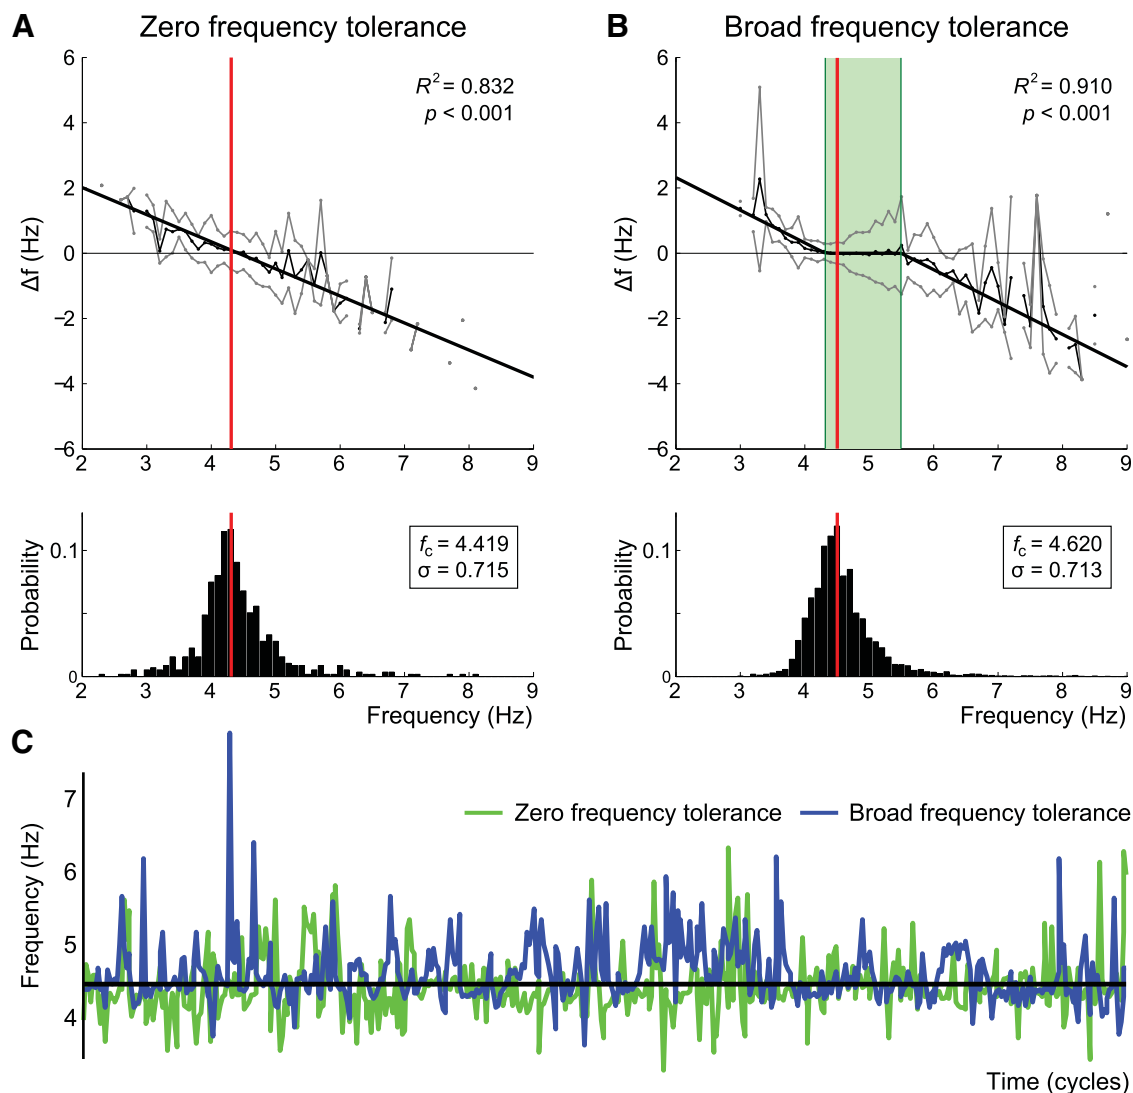 A Zero frequency tolerance
B Broad frequency tolerance
Δf (Hz)
6
4
2
0
−2
−4
−6
R² = 0.832
p < 0.001
2 3 4 5 6 7 8 9
Δf (Hz)
6
4
2
0
−2
−4
−6
R² = 0.910
p < 0.001
2 3 4 5 6 7 8 9
Probability
0.1
0
fc = 4.419
σ = 0.715
2 3 4 5 6 7 8 9
Frequency (Hz)
Probability
0.1
0
fc = 4.620
σ = 0.713
2 3 4 5 6 7 8 9
Frequency (Hz)
C
Frequency (Hz)
7
6
5
4
Zero frequency tolerance
Broad frequency tolerance
Time (cycles)